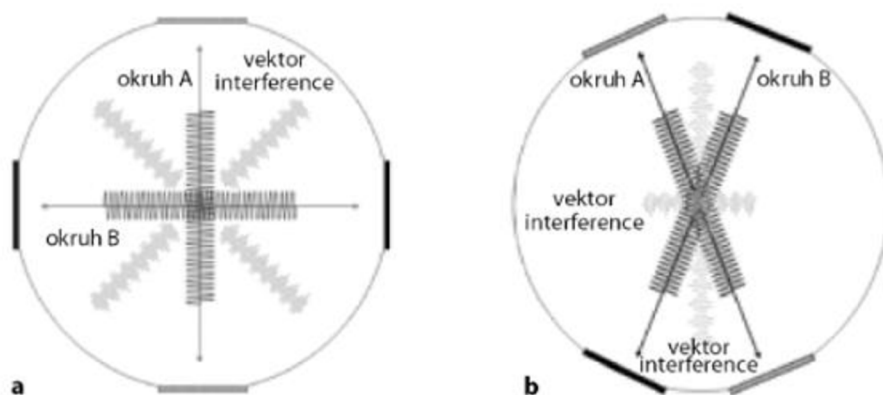 okruh A
vektor
interference
okruh B
a
okruh A
okruh B
vektor
interference
vektor
interference
b